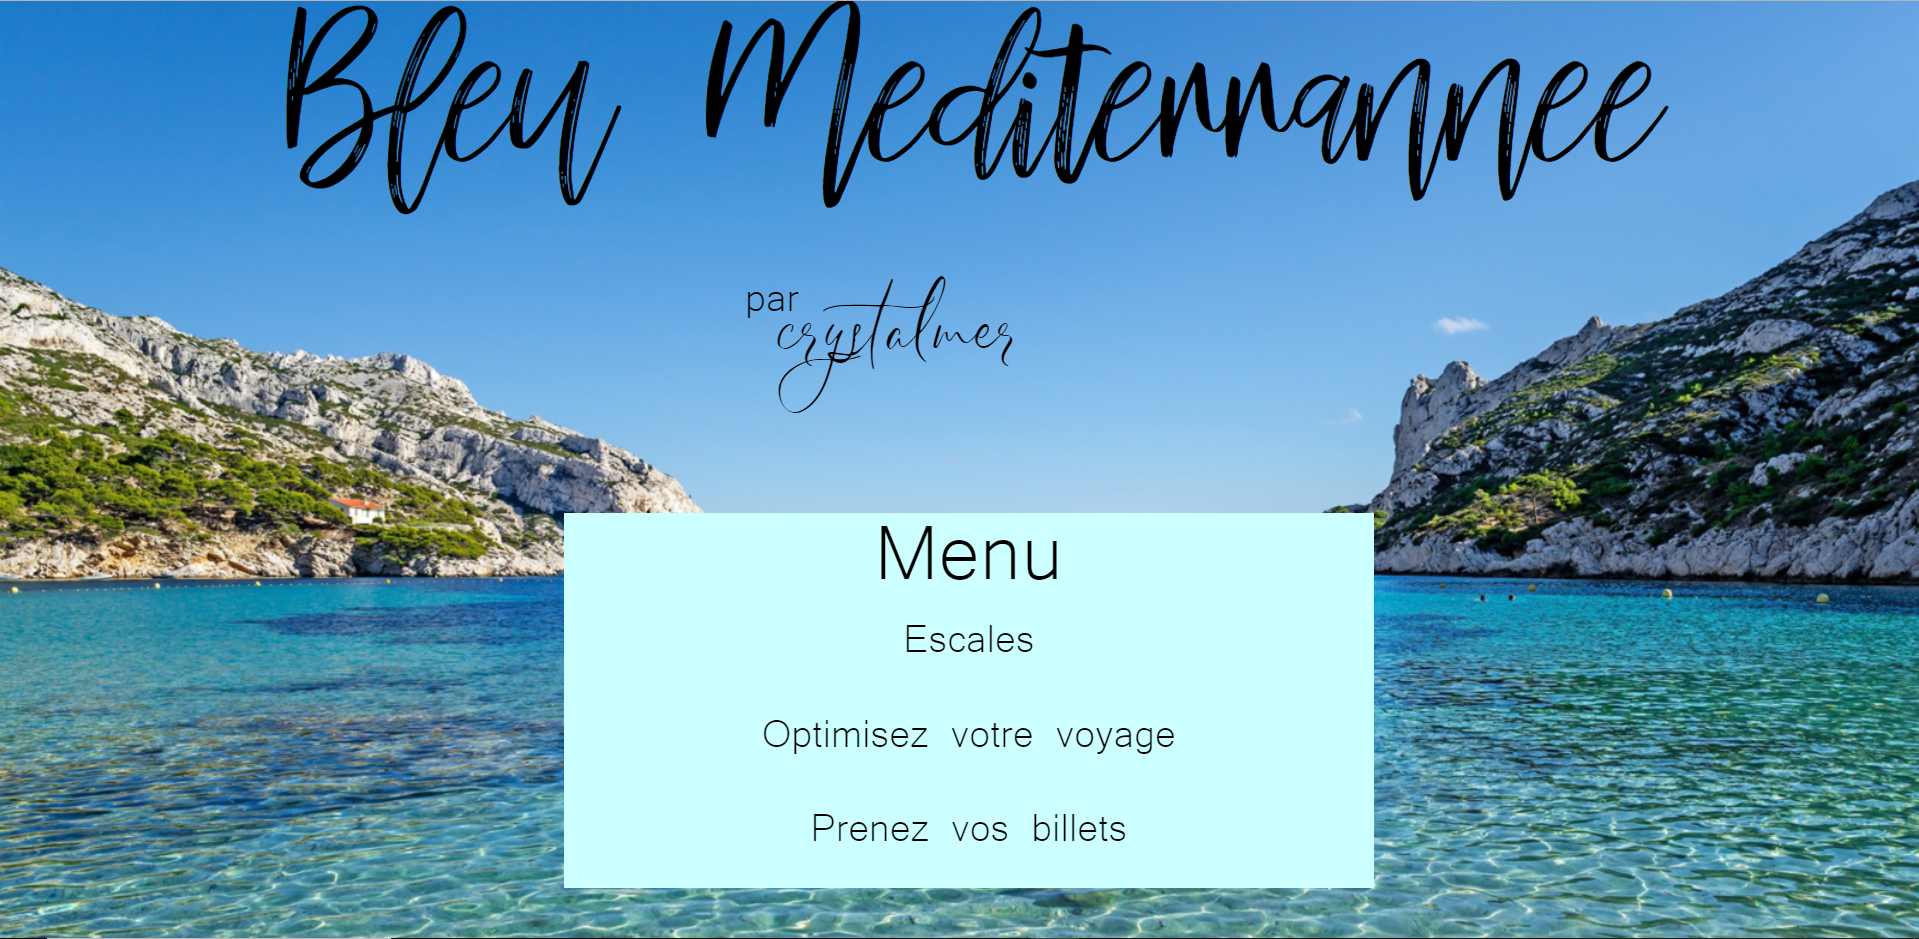 Bleu Mediterrannee
par
crystalmer
Menu
Escales
Optimisez votre voyage
Prenez vos billets